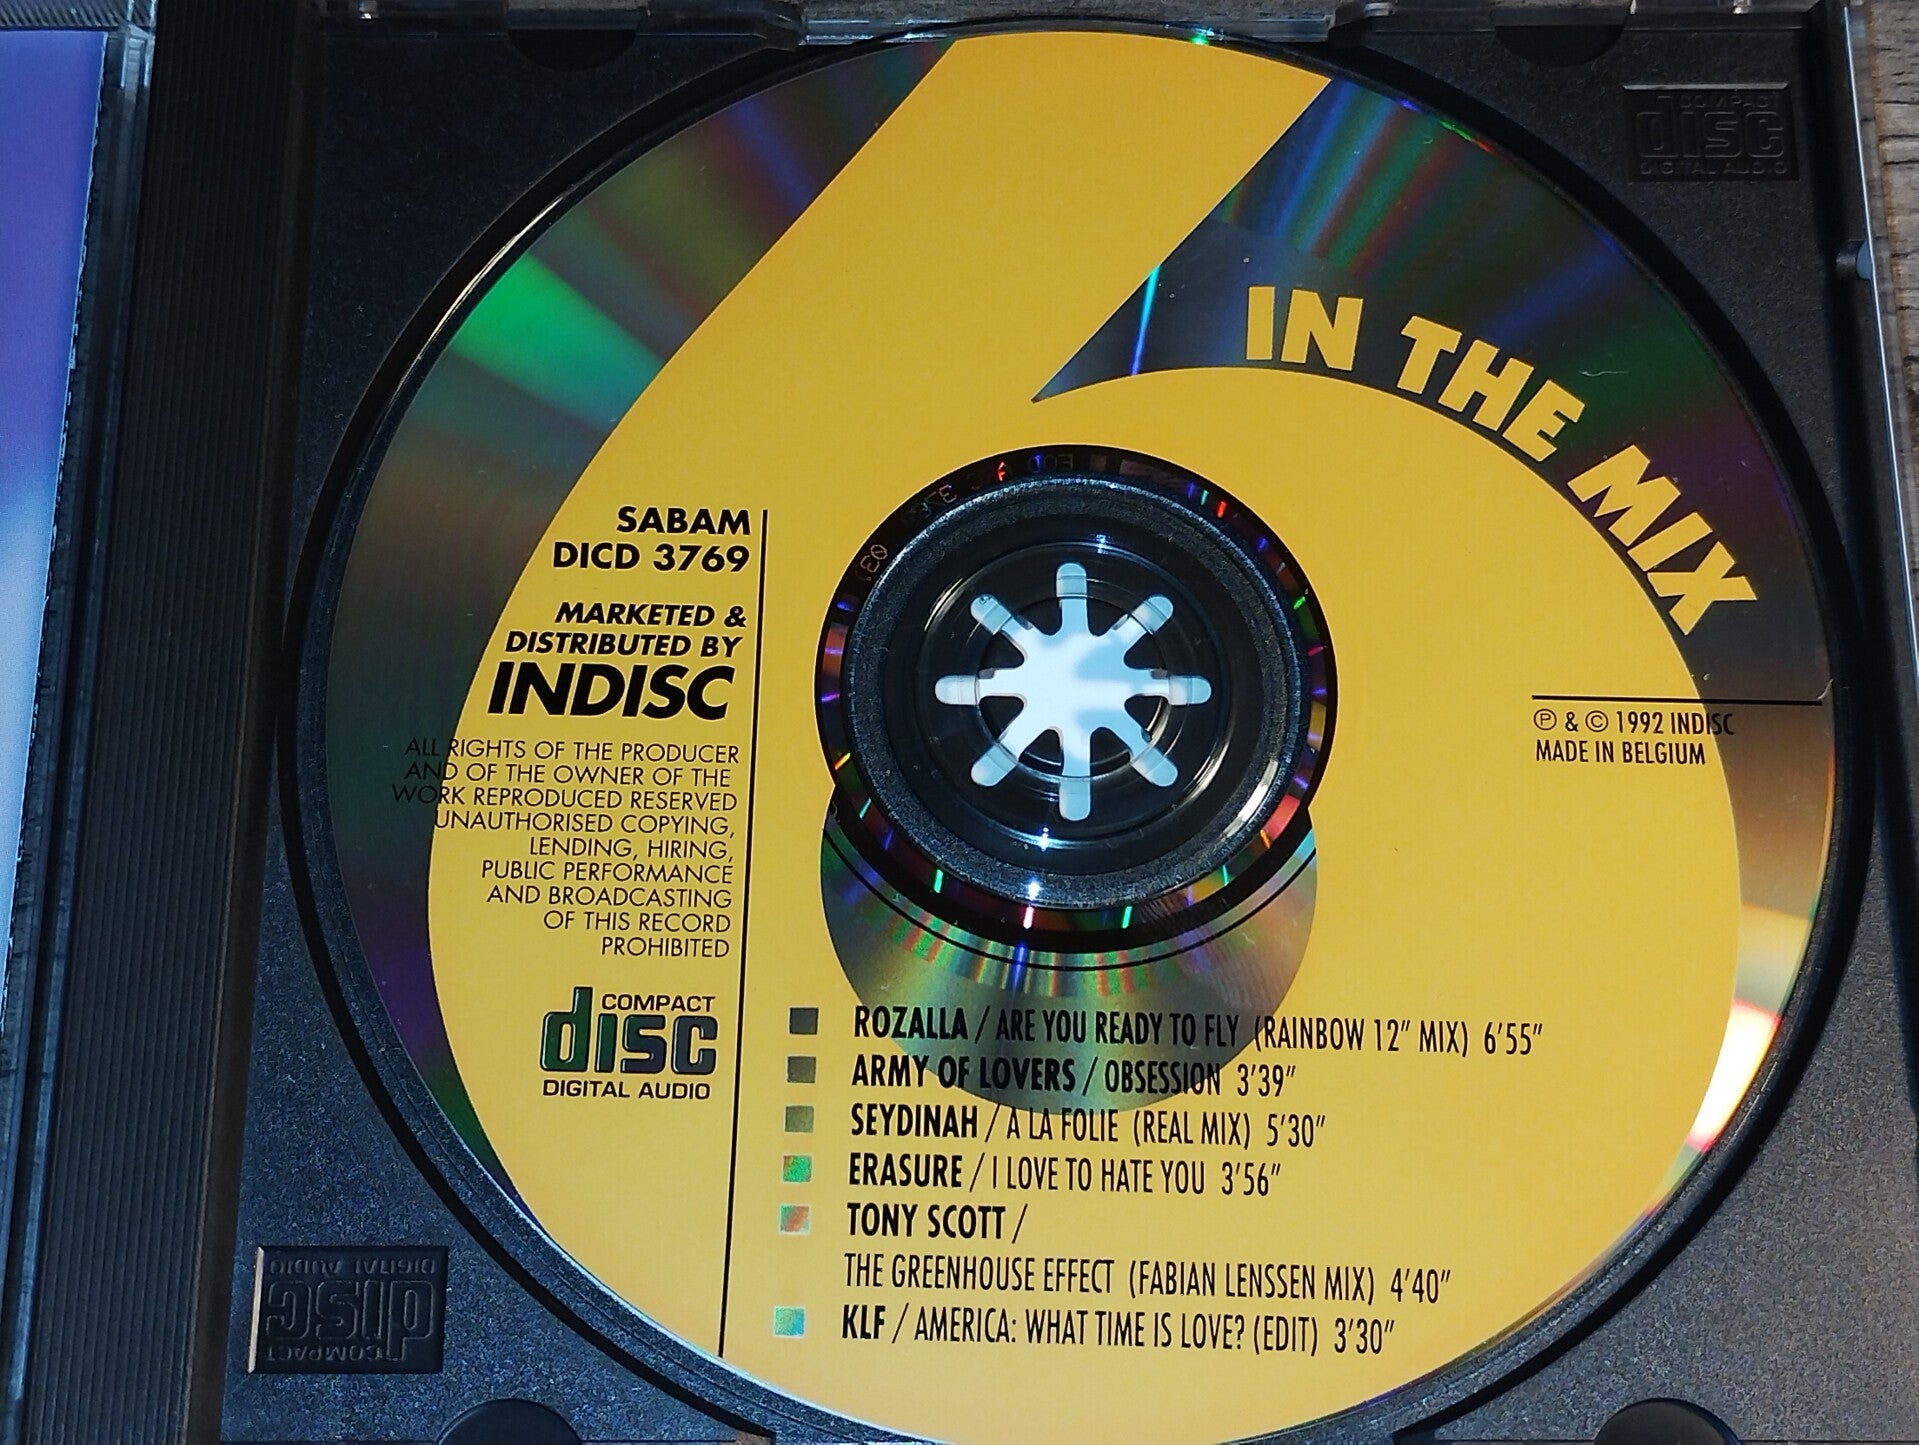 6 IN THE MIX
SABAM
DICD 3769
MARKETED &
DISTRIBUTED BY
INDISC
ALL RIGHTS OF THE PRODUCER
AND OF THE OWNER OF THE
WORK REPRODUCED RESERVED
UNAUTHORISED COPYING,
LENDING, HIRING,
PUBLIC PERFORMANCE
AND BROADCASTING
OF THIS RECORD
PROHIBITED
COMPACT
disc
DIGITAL AUDIO
℗ & © 1992 INDISC
MADE IN BELGIUM
ROZALLA / ARE YOU READY TO FLY (RAINBOW 12" MIX) 6'55"
ARMY OF LOVERS / OBSESSION 3'39"
SEYDINAH / A LA FOLIE (REAL MIX) 5'30"
ERASURE / I LOVE TO HATE YOU 3'56"
TONY SCOTT /
THE GREENHOUSE EFFECT (FABIAN LENSSEN MIX) 4'40"
KLF / AMERICA: WHAT TIME IS LOVE? (EDIT) 3'30"
COMPACT
disc
DIGITAL AUDIO
COMPACT
disc
DIGITAL AUDIO